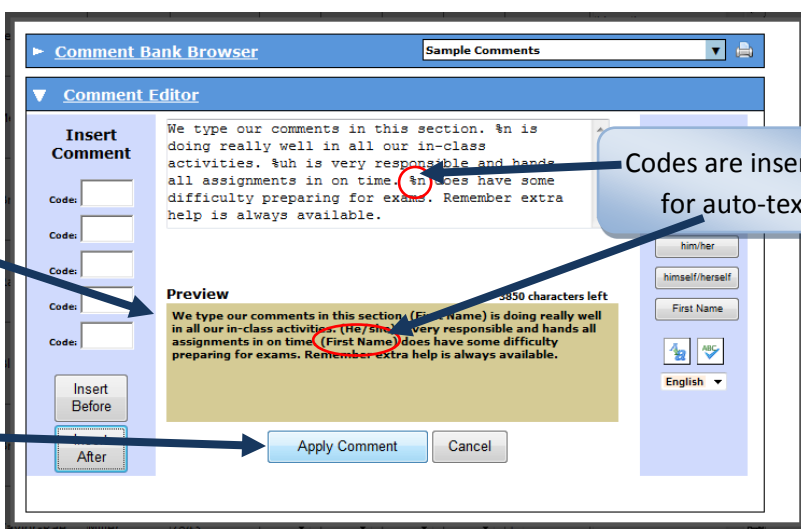 Comment Bank Browser
Sample Comments
Comment Editor
Insert
Comment
Code:
Code:
Code:
Code:
Code:
Insert
Before
After
We type our comments in this section. %n is
doing really well in all our in-class
activities. %uh is very responsible and hands
all assignments in on time. %n does have some
difficulty preparing for exams. Remember extra
help is always available.
Preview
3850 characters left
We type our comments in this section. (First Name) is doing really well
in all our in-class activities. (He/she) very responsible and hands all
assignments in on time. (First Name) does have some difficulty
preparing for exams. Remember extra help is always available.
Apply Comment
Cancel
Codes are
for
him/her
himself/herself
First Name
ABC
English